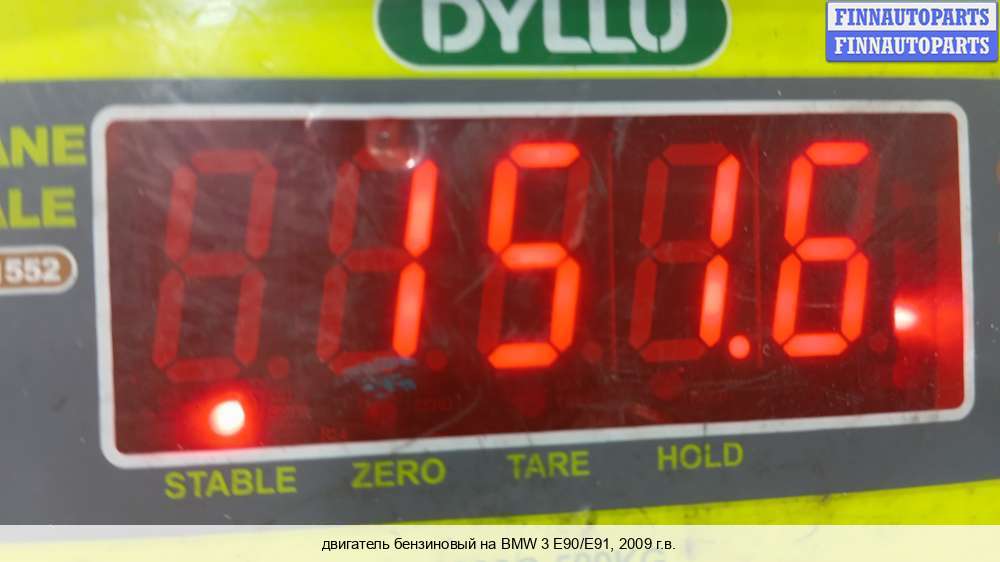 DYLLU
FINNAUTOPARTS
FINNAUTOPARTS
ANE
ALE
1552
151.6
STABLE ZERO TARE HOLD
двигатель бензиновый на BMW 3 E90/E91, 2009 г.в.